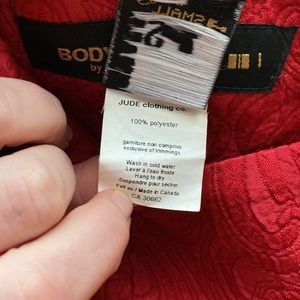 BODY
by
JUDE clothing co.
100% polyester
garniture non comprise
exclusive of trimmings
Wash in cold water
Laver à l'eau froide
Hang to dry
Suspendre pour sécher
Fait au / Made in Canada
CA 30662